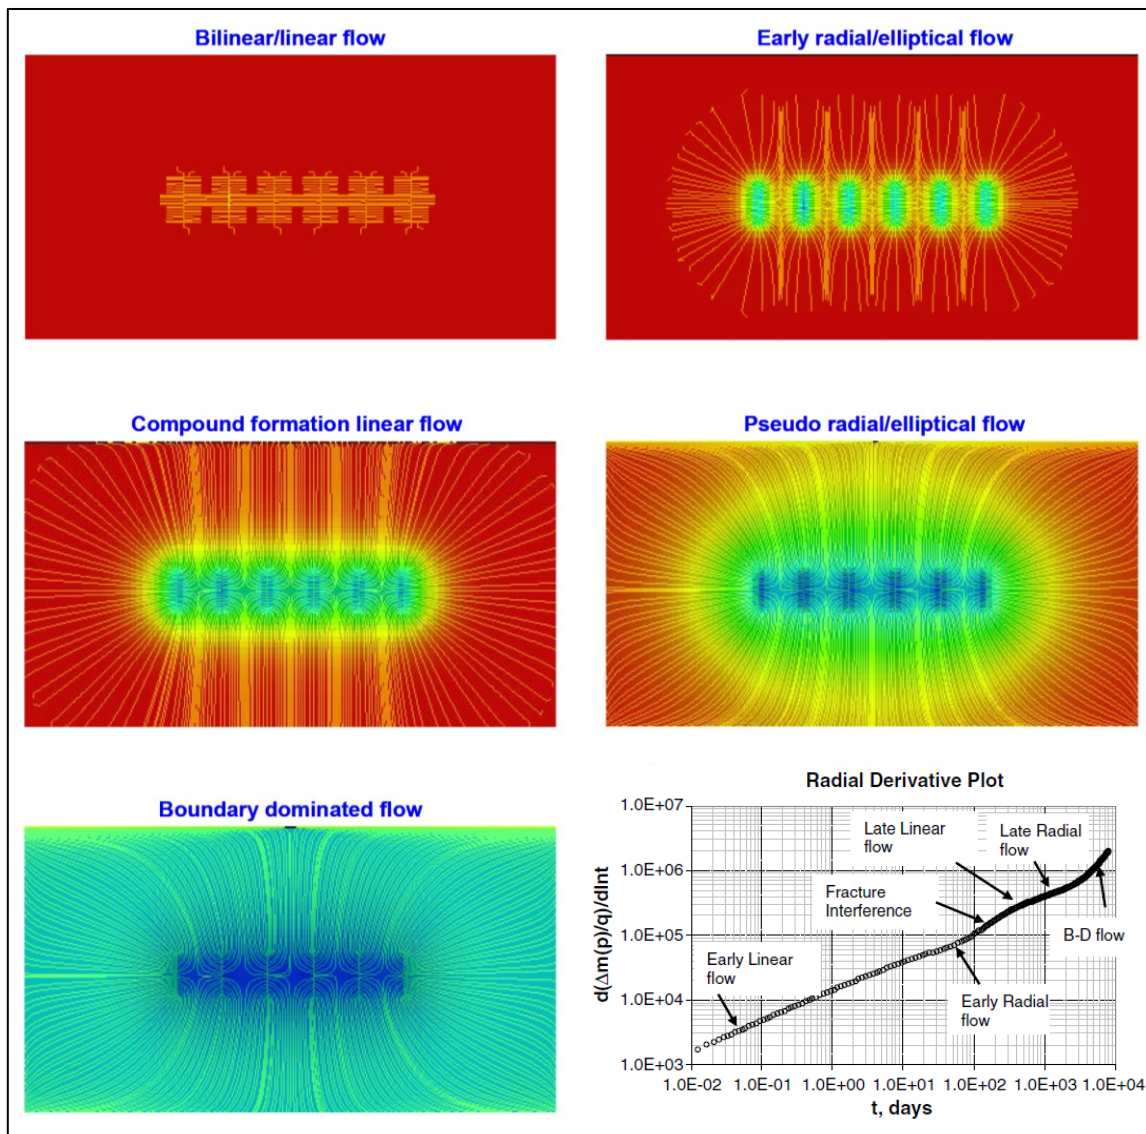 Bilinear/linear flow
Early radial/elliptical flow
Compound formation linear flow
Pseudo radial/elliptical flow
Boundary dominated flow
Radial Derivative Plot
d(Δm(p)/q)/dlnt
1.0E+07
1.0E+06
1.0E+05
1.0E+04
1.0E+03
Late Linear
flow
Late Radial
flow
Fracture
Interference
B-D flow
Early Linear
flow
Early Radial
flow
1.0E-02 1.0E-01 1.0E+00 1.0E+01 1.0E+02 1.0E+03 1.0E+04
t, days